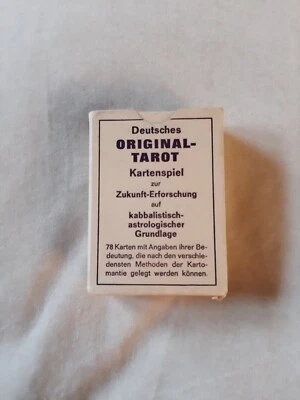 Deutsches
ORIGINAL-
TAROT
Kartenspiel
zur
Zukunft-Erforschung
auf
kabbalistisch-
astrologischer
Grundlage
78 Karten mit Angaben ihrer Be-
deutung, die nach den verschie-
densten Methoden der Karto-
mantie gelegt werden können.